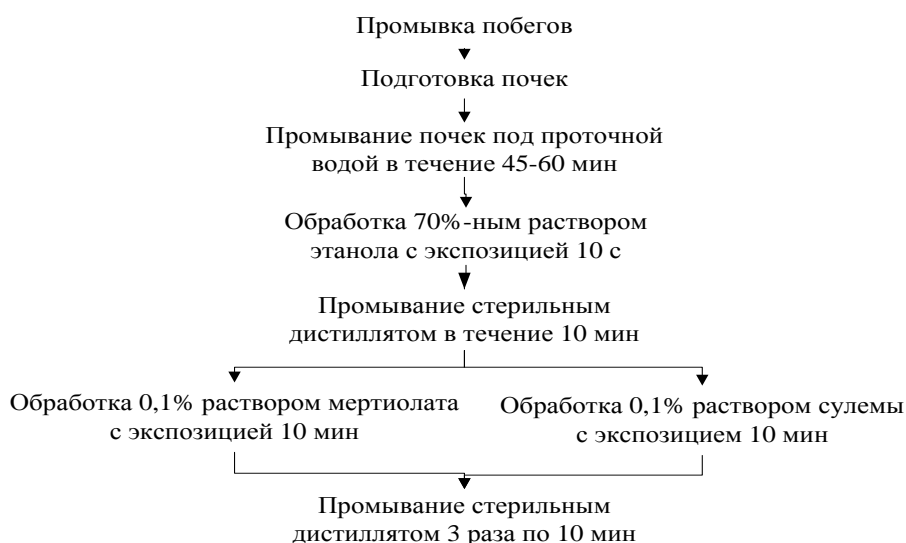 Промывка побегов
Подготовка почек
Промывание почек под проточной
водой в течение 45-60 мин
Обработка 70%-ным раствором
этанола с экспозицией 10 с
Промывание стерильным
дистиллятом в течение 10 мин
Обработка 0,1% раствором мертиолата
с экспозицией 10 мин
Обработка 0,1% раствором сулемы
с экспозицием 10 мин
Промывание стерильным
дистиллятом 3 раза по 10 мин